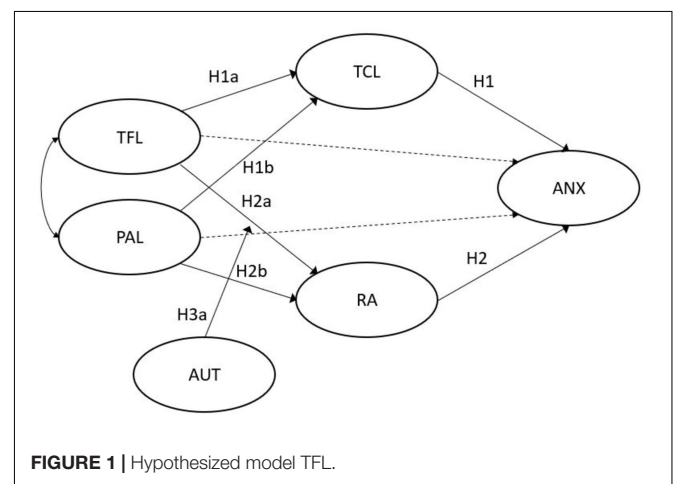 TCL
H1a
H1
TFL
H1b
ANX
H2a
PAL
H2b
H2
RA
H3a
AUT
FIGURE 1 | Hypothesized model TFL.